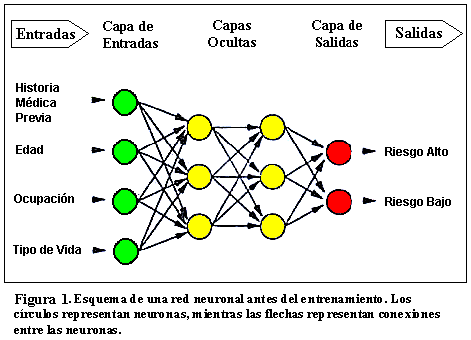 Entradas
Capa de
Entradas
Capas
Ocultas
Capa de
Salidas
Salidas
Historia
Médica
Previa
Edad
Ocupación
Tipo de Vida
Riesgo Alto
Riesgo Bajo
Figura 1. Esquema de una red neuronal antes del entrenamiento. Los
círculos representan neuronas, mientras las flechas representan conexiones
entre las neuronas.